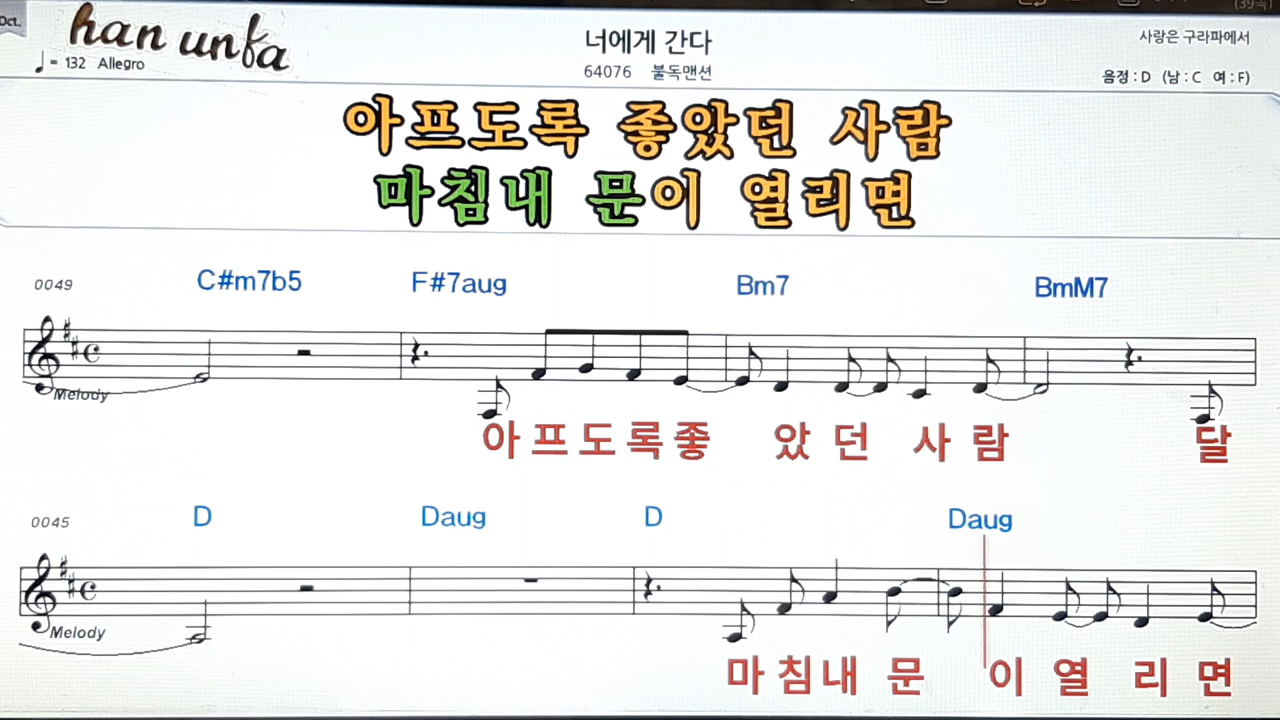 Oct.
han unfa
♩= 132 Allegro
너에게 간다
64076 불독맨션
사랑은 구라파에서
음정 : D (남 : C 여 : F)
아프도록 좋았던 사람
마침내 문이 열리면
0049
C#m7b5 F#7aug Bm7 BmM7
Melody
아프도록좋 았던 사람 달
0045
D Daug D Daug
Melody
마침내 문 이 열 리 면